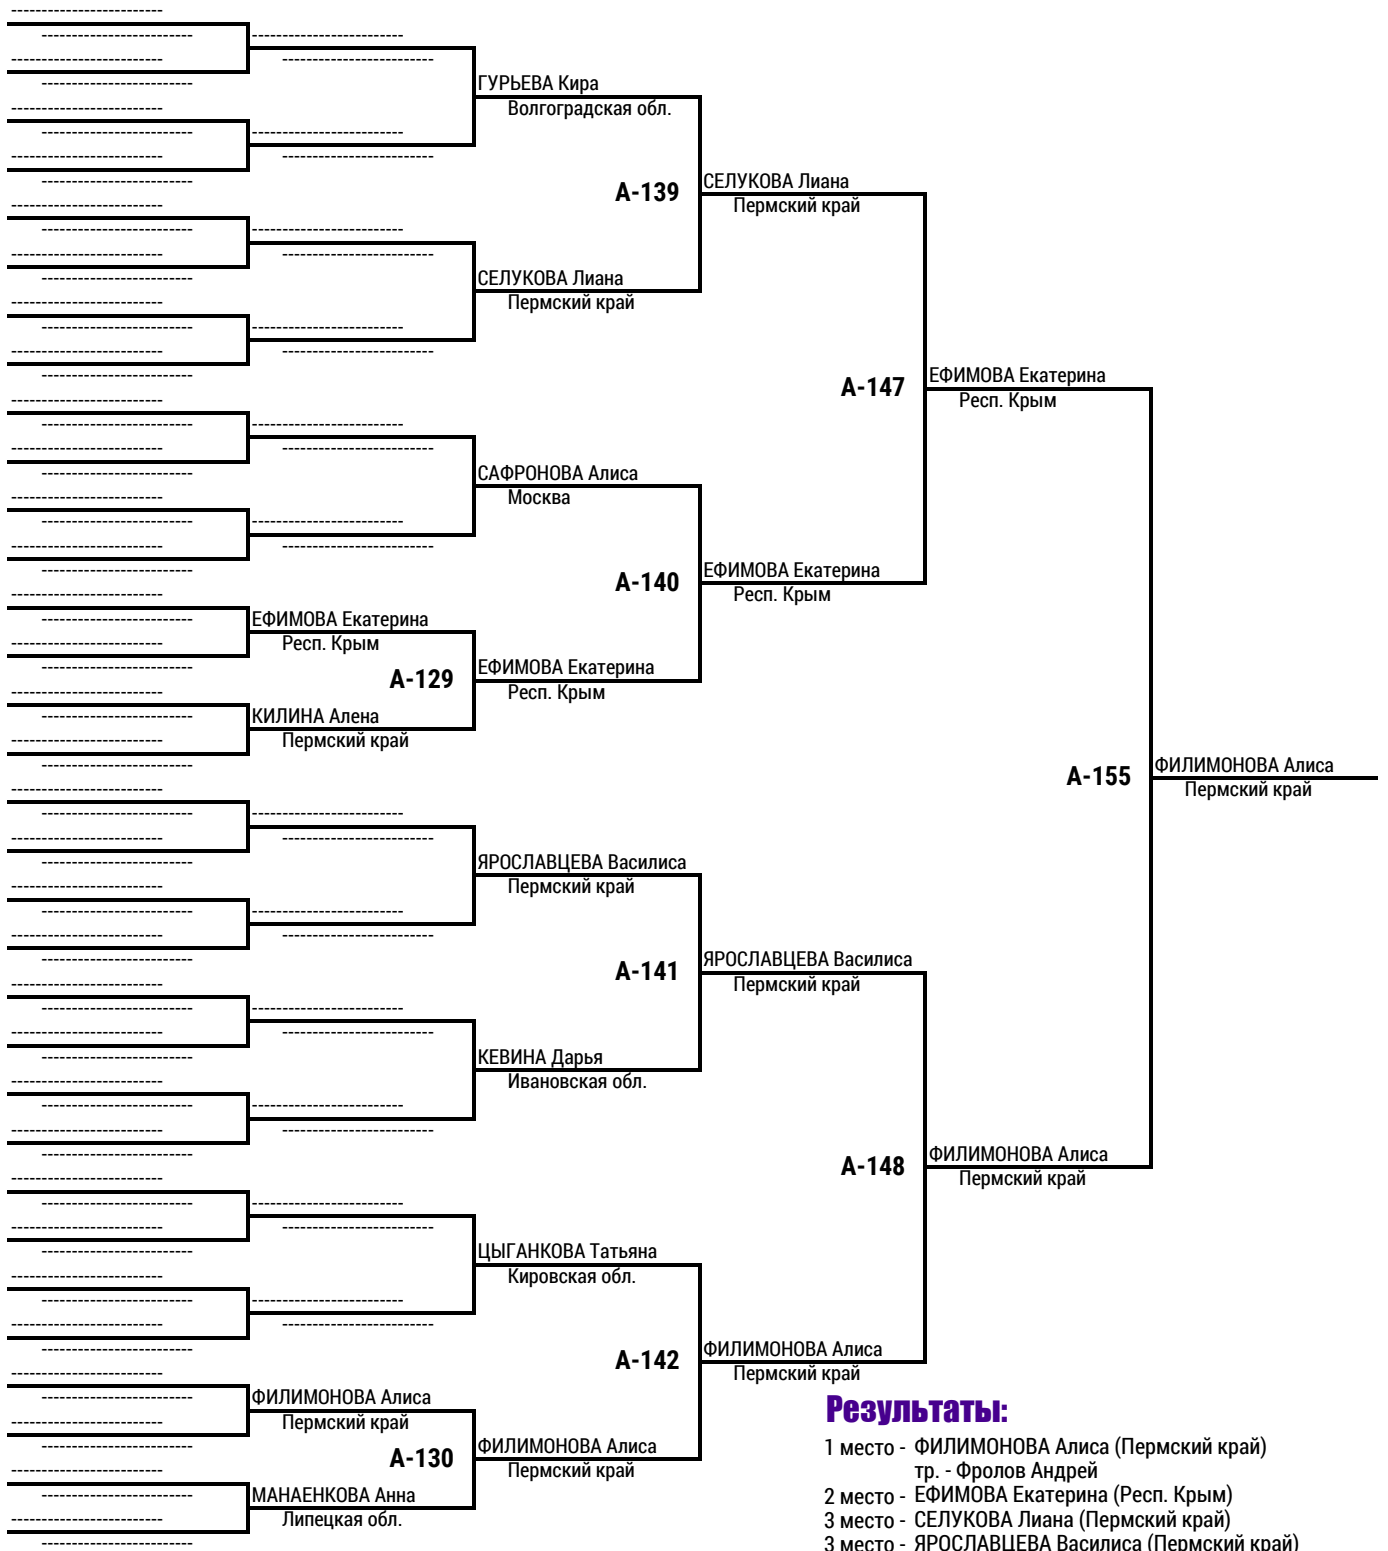 ГУРЬЕВА Кира
Волгоградская обл.
А-139
СЕЛУКОВА Лиана
Пермский край
СЕЛУКОВА Лиана
Пермский край
А-147
ЕФИМОВА Екатерина
Респ. Крым
САФРОНОВА Алиса
Москва
А-140
ЕФИМОВА Екатерина
Респ. Крым
ЕФИМОВА Екатерина
Респ. Крым
А-129
ЕФИМОВА Екатерина
Респ. Крым
КИЛИНА Алена
Пермский край
А-155
ФИЛИМОНОВА Алиса
Пермский край
ЯРОСЛАВЦЕВА Василиса
Пермский край
А-141
ЯРОСЛАВЦЕВА Василиса
Пермский край
КЕВИНА Дарья
Ивановская обл.
А-148
ФИЛИМОНОВА Алиса
Пермский край
ЦЫГАНКОВА Татьяна
Кировская обл.
А-142
ФИЛИМОНОВА Алиса
Пермский край
ФИЛИМОНОВА Алиса
Пермский край
А-130
ФИЛИМОНОВА Алиса
Пермский край
МАНАЕНКОВА Анна
Липецкая обл.
Результаты:
1 место - ФИЛИМОНОВА Алиса (Пермский край)
тр. - Фролов Андрей
2 место - ЕФИМОВА Екатерина (Респ. Крым)
3 место - СЕЛУКОВА Лиана (Пермский край)
3 место - ЯРОСЛАВЦЕВА Василиса (Пермский край)